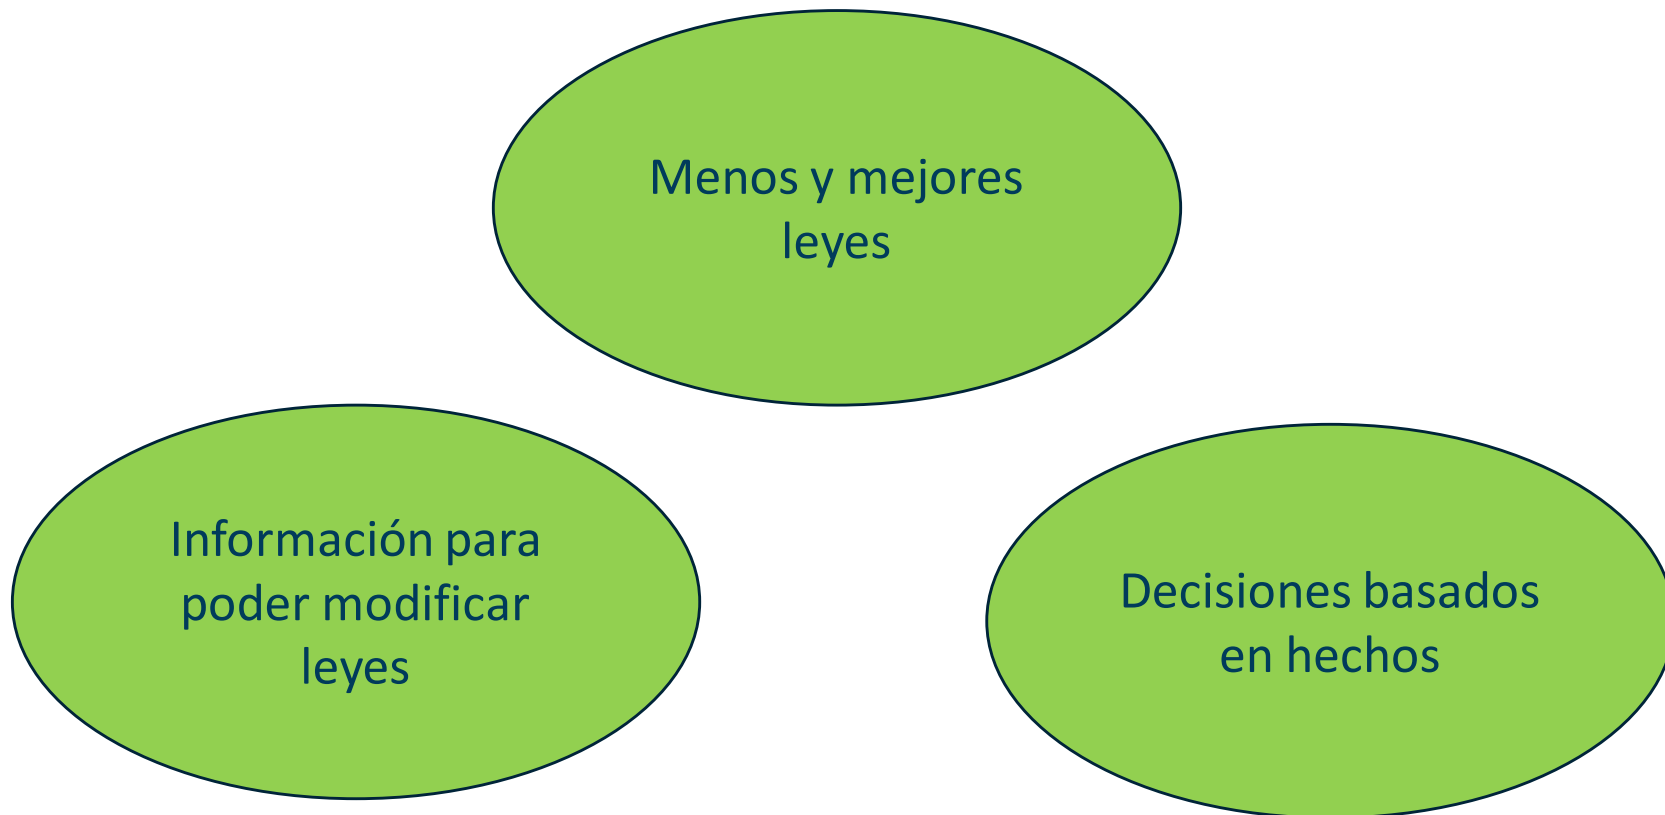 Menos y mejores
leyes
Información para
poder modificar
leyes
Decisiones basados
en hechos